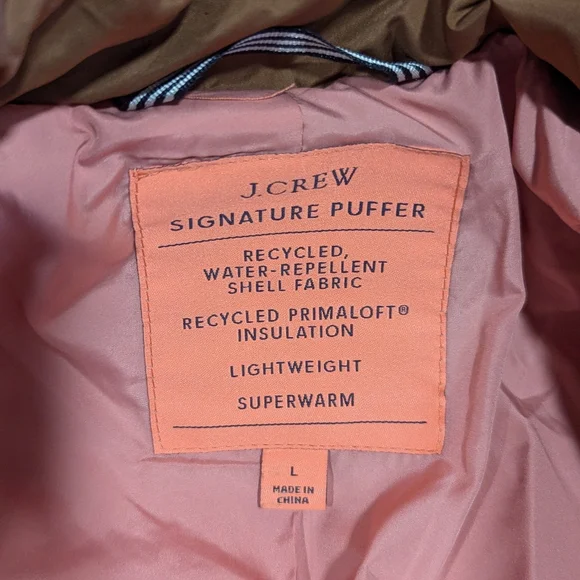 J.CREW
SIGNATURE PUFFER
RECYCLED,
WATER-REPELLENT
SHELL FABRIC
RECYCLED PRIMALOFT®
INSULATION
LIGHTWEIGHT
SUPERWARM
L
MADE IN
CHINA